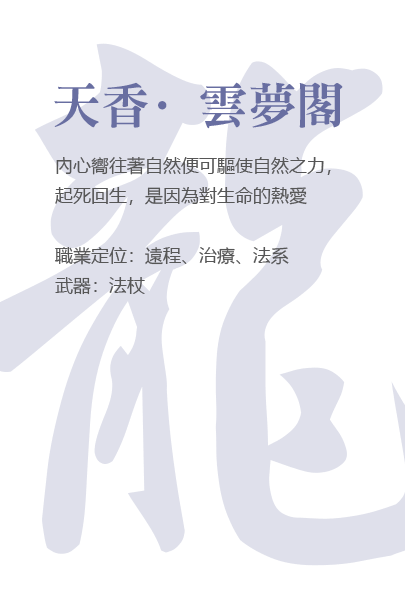 天香· 雲夢閣
內心嚮往著自然便可驅使自然之力，
起死回生，是因為對生命的熱愛
職業定位：遠程、治療、法系
武器：法杖
龍